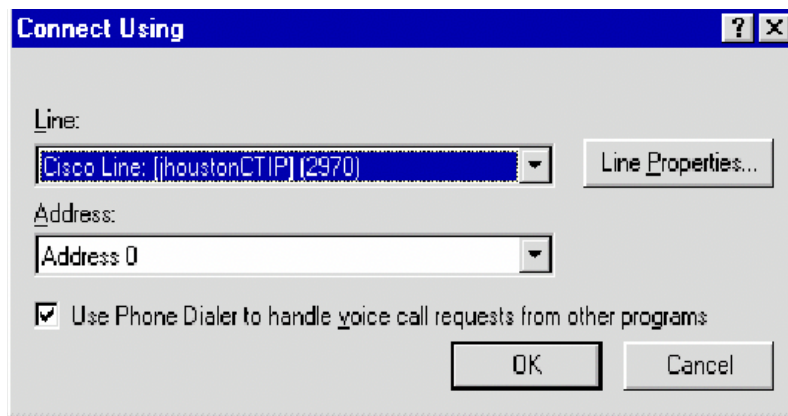 Connect Using
Line:
Cisco Line: [jhoustonCTIP] (2970)
Line Properties...
Address:
Address 0
Use Phone Dialer to handle voice call requests from other programs
OK
Cancel